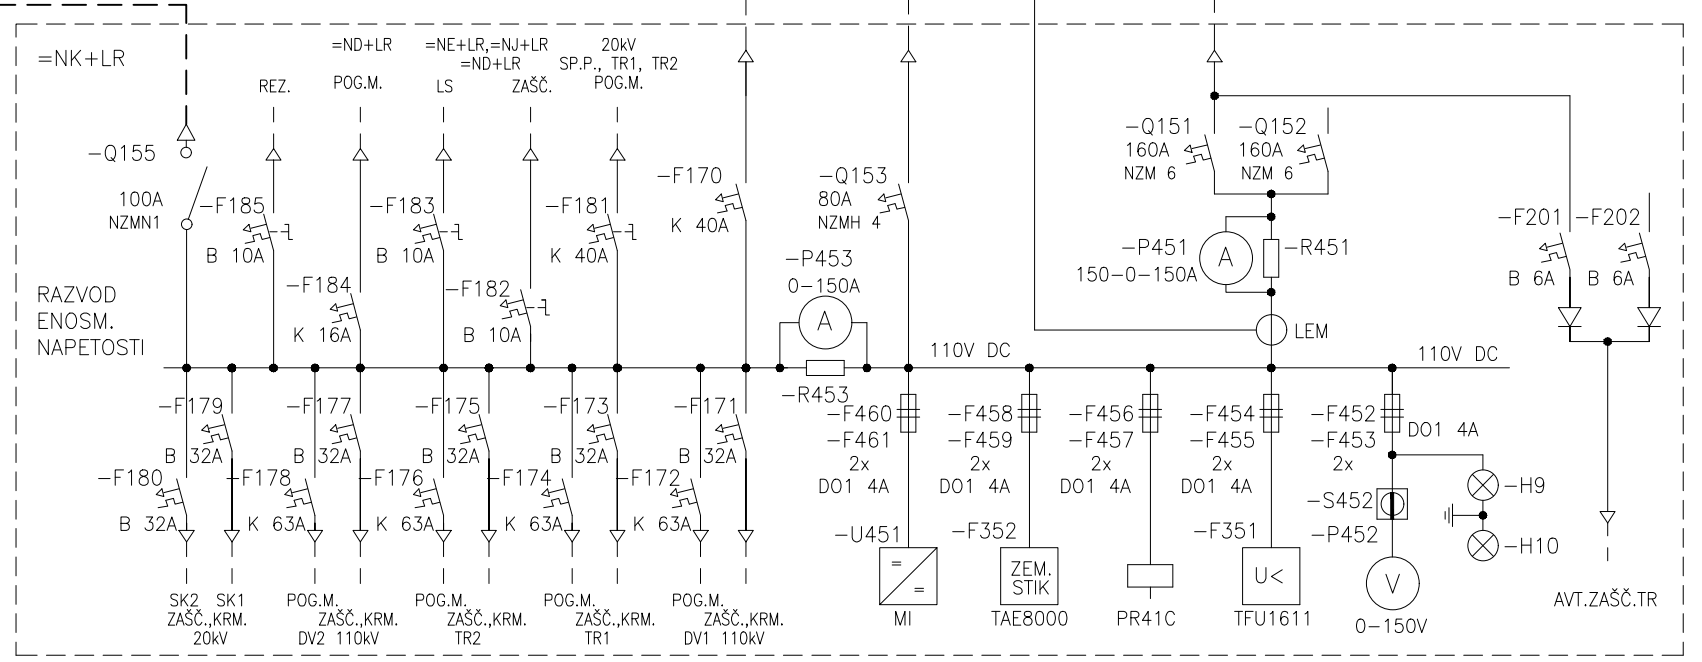 =NK+LR
=ND+LR
=NE+LR,=NJ+LR
=ND+LR
20kV
SP.P., TR1, TR2
REZ.
POG.M.
LS
ZAŠČ.
POG.M.
-Q155
100A
NZMN1
-F185
B 10A
-F184
K 16A
-F183
B 10A
-F182
B 10A
-F181
K 40A
-F170
K 40A
-Q153
80A
NZMH 4
-P453
0-150A
A
-R453
-Q151
160A
NZM 6
-Q152
160A
NZM 6
-P451
150-0-150A
A
-R451
LEM
-F201
B 6A
-F202
B 6A
RAZVOD
ENOSM.
NAPETOSTI
110V DC
110V DC
-F179
B 32A
-F180
B 32A
-F177
B 32A
-F178
K 63A
-F175
B 32A
-F176
K 63A
-F173
B 32A
-F174
K 63A
-F171
B 32A
-F172
K 63A
-F460
-F461
2x
DO1 4A
-F458
-F459
2x
DO1 4A
-F456
-F457
2x
DO1 4A
-F454
-F455
2x
DO1 4A
-F452
-F453
DO1 4A
-S452
-P452
-H9
-H10
-U451
=
=
MI
-F352
ZEM.
STIK
TAE8000
PR41C
-F351
U<
TFU1611
V
0-150V
AVT.ZAŠČ.TR
SK2 SK1
ZAŠČ.,KRM.
20kV
POG.M.
ZAŠČ.,KRM.
DV2 110kV
POG.M.
ZAŠČ.,KRM.
TR2
POG.M.
ZAŠČ.,KRM.
TR1
POG.M.
ZAŠČ.,KRM.
DV1 110kV